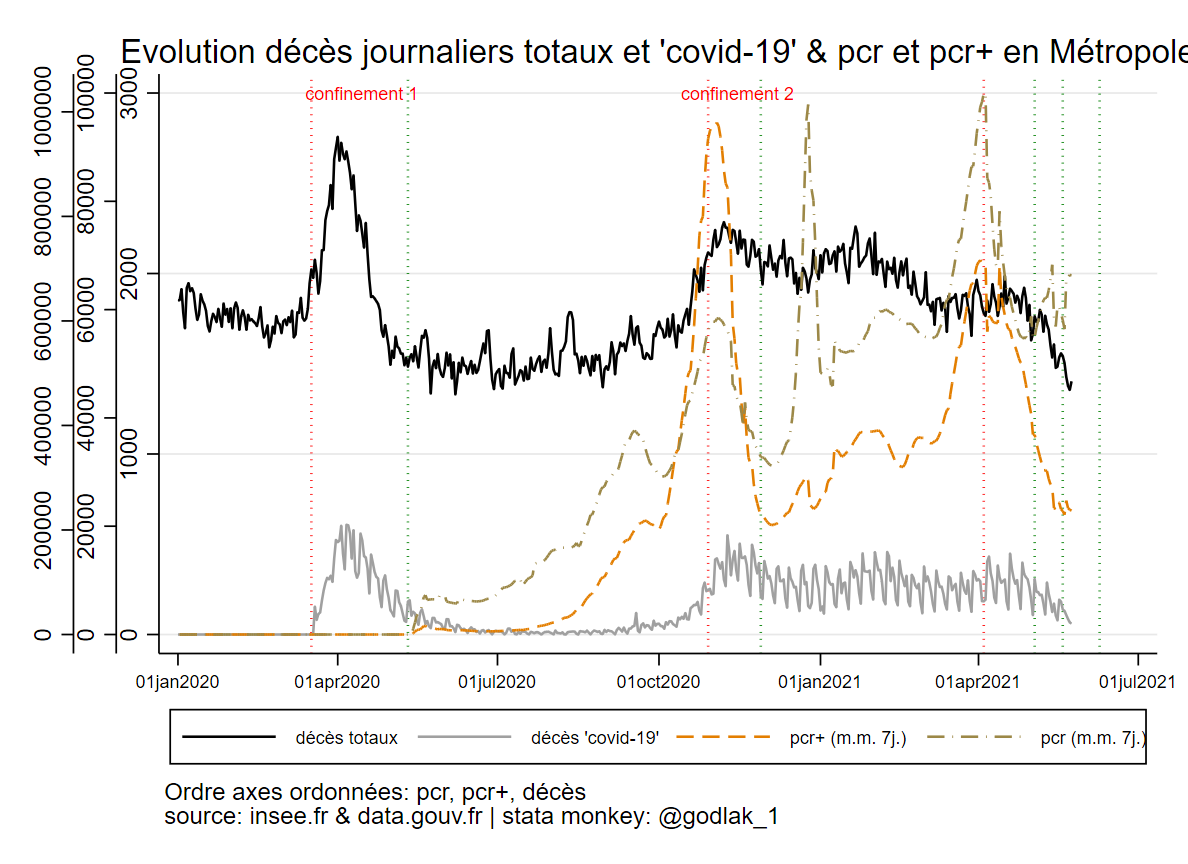 Evolution décès journaliers totaux et 'covid-19' & pcr et pcr+ en Métropole
confinement 1
confinement 2
0 200000 400000 600000 800000 1000000
0 20000 40000 60000 80000 100000
0 1000 2000 3000
01jan2020 01apr2020 01jul2020 01oct2020 01jan2021 01apr2021 01jul2021
décès totaux décès 'covid-19' pcr+ (m.m. 7j.) pcr (m.m. 7j.)
Ordre axes ordonnées: pcr, pcr+, décès
source: insee.fr & data.gouv.fr | stata monkey: @godlak_1